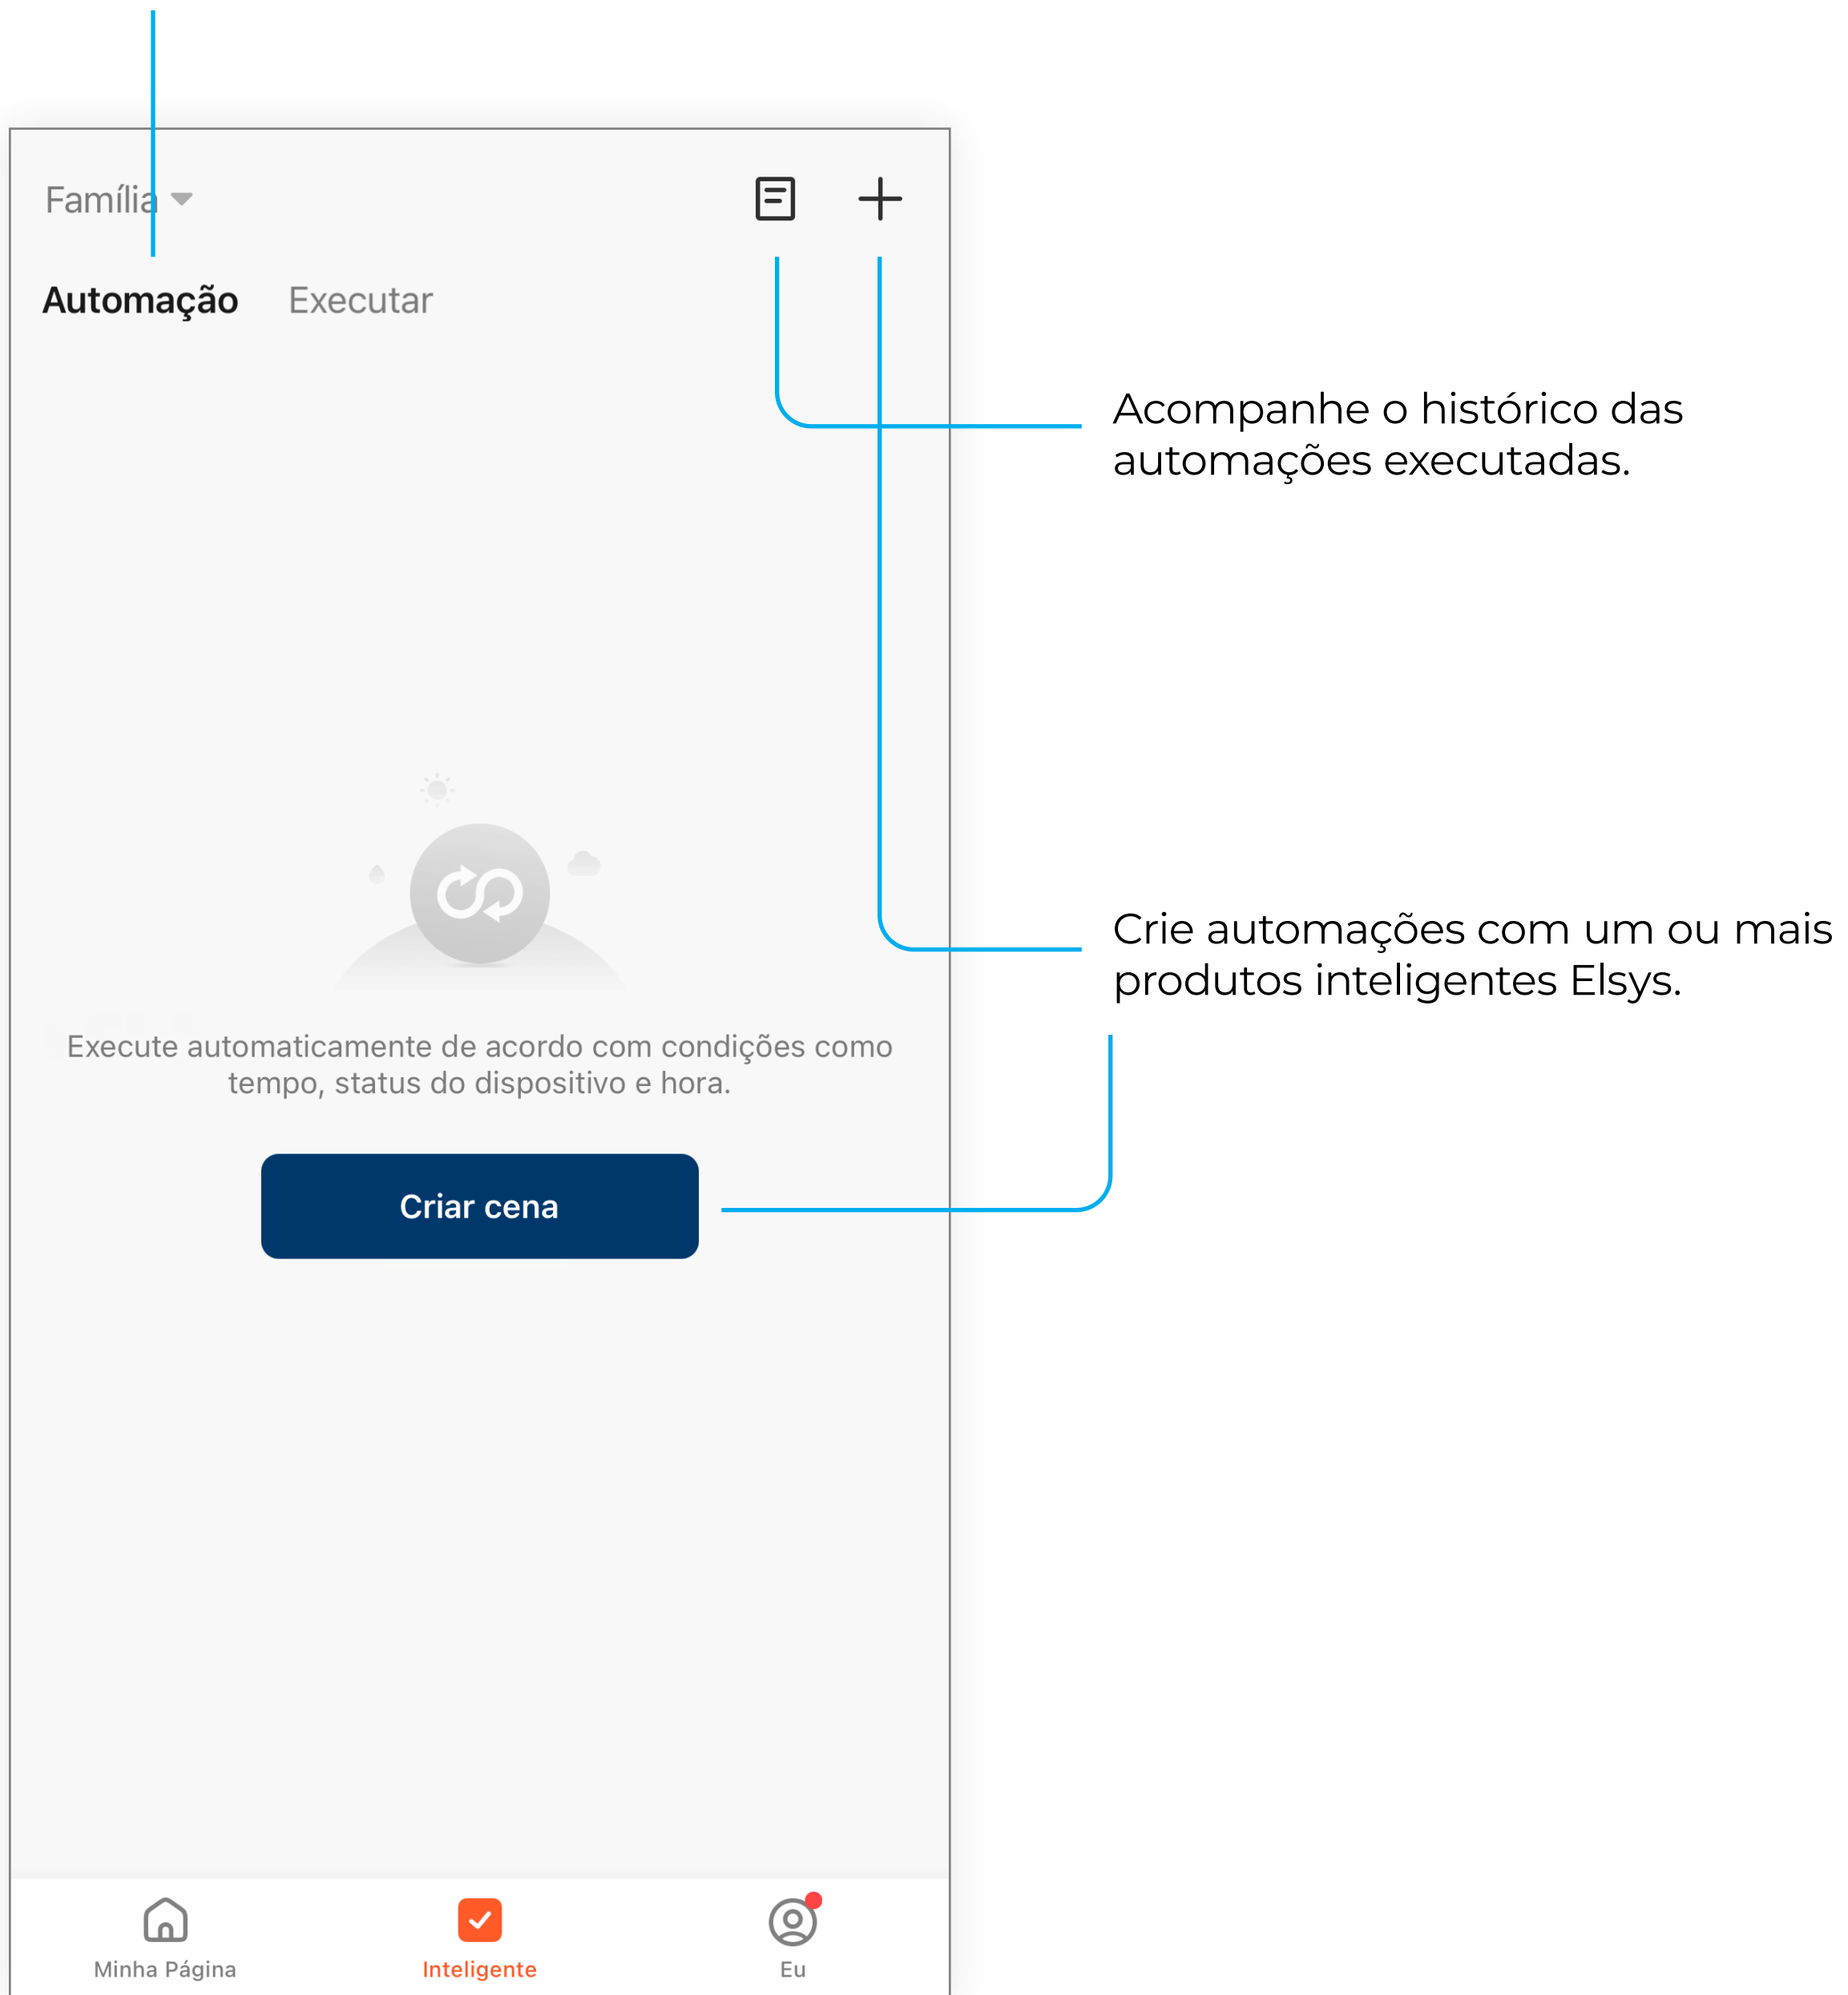 Família
Automação Executar
Acompanhe o histórico das
automações executadas.
Crie automações com um ou mais
produtos inteligentes Elsys.
Execute automaticamente de acordo com condições como
tempo, status do dispositivo e hora.
Criar cena
Minha Página Inteligente Eu